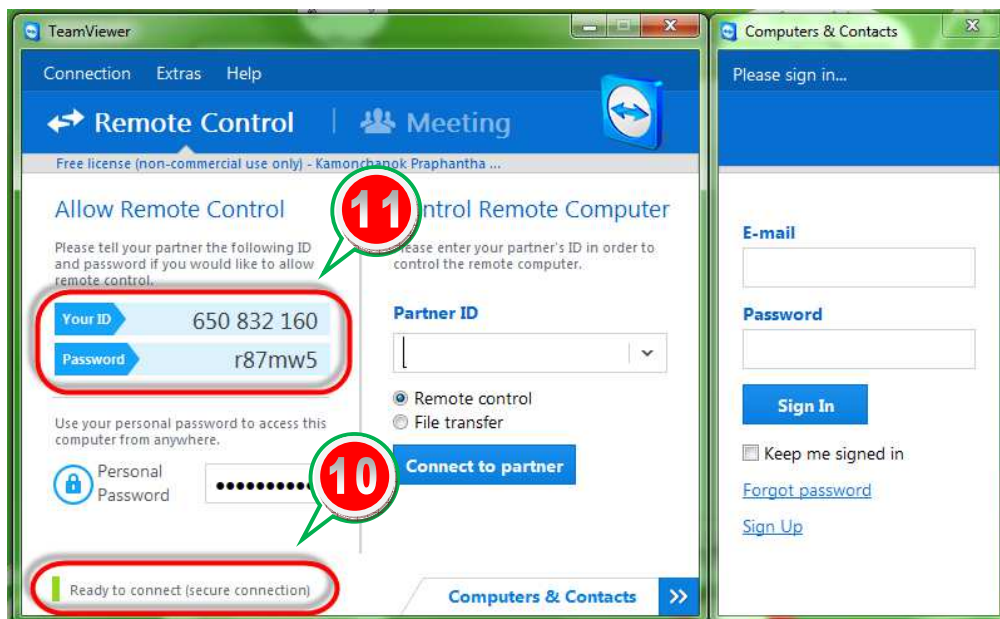 TeamViewer
Connection Extras Help
Remote Control
Meeting
Free license (non-commercial use only) - Kamonchanok Praphantha ...
Allow Remote Control
Please tell your partner the following ID
and password if you would like to allow
remote control.
Your ID 650 832 160
Password r87mw5
Use your personal password to access this
computer from anywhere.
Personal
Password
Ready to connect (secure connection)
11
10
Control Remote Computer
Please enter your partner's ID in order to
control the remote computer.
Partner ID
Remote control
File transfer
Connect to partner
Computers & Contacts
Computers & Contacts
Please sign in...
E-mail
Password
Sign In
Keep me signed in
Forgot password
Sign Up